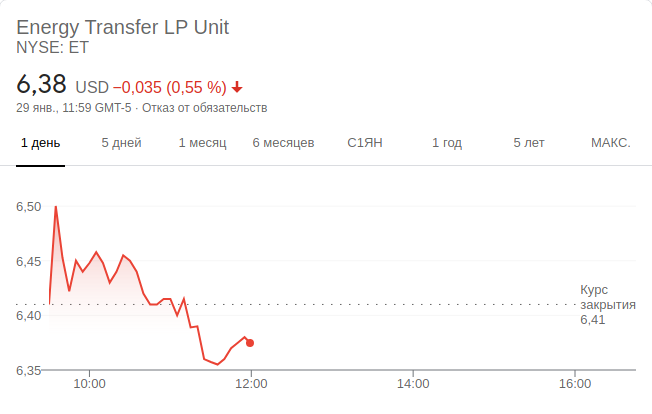 Energy Transfer LP Unit
NYSE: ET
6,38 USD −0,035 (0,55 %)
29 янв., 11:59 GMT-5 · Отказ от обязательств
1 день 5 дней 1 месяц 6 месяцев С1ЯН 1 год 5 лет МАКС.
6,50
6,45
Курс
закрытия
6,41
6,40
6,35
10:00 12:00 14:00 16:00